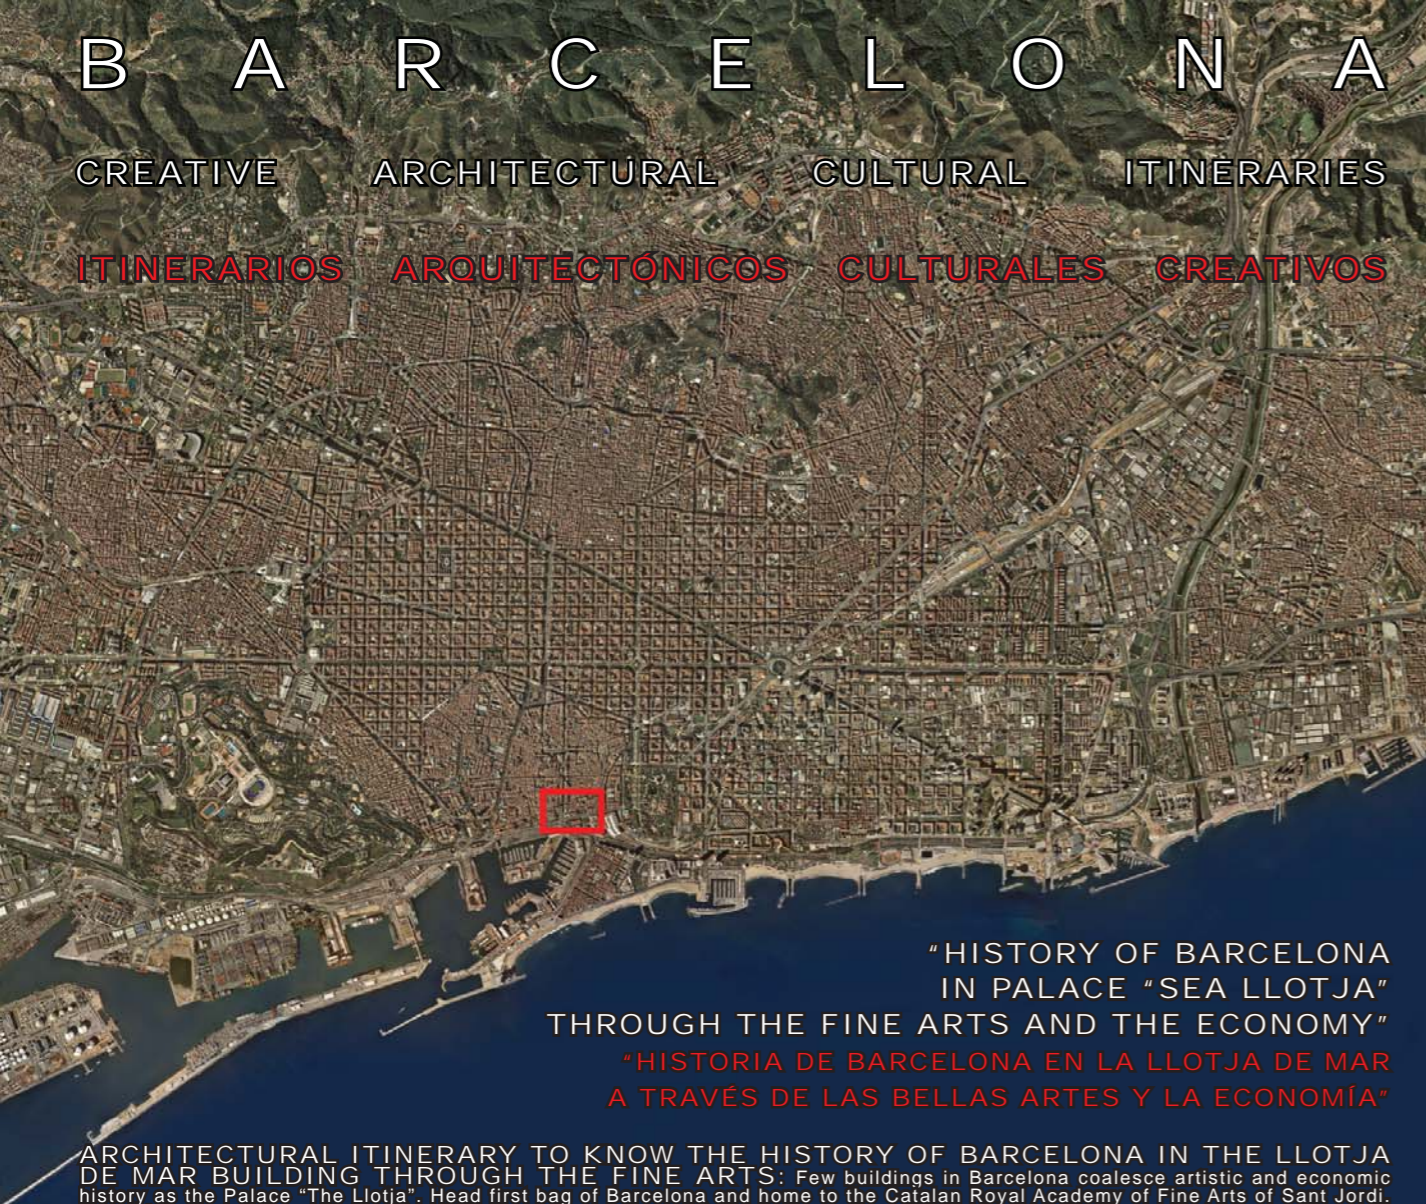 BARCELONA
CREATIVE ARCHITECTURAL CULTURAL ITINERARIES
ITINERARIOS ARQUITECTÓNICOS CULTURALES CREATIVOS
“HISTORY OF BARCELONA
IN PALACE “SEA LLOTJA”
THROUGH THE FINE ARTS AND THE ECONOMY”
“HISTORIA DE BARCELONA EN LA LLOTJA DE MAR
A TRAVÉS DE LAS BELLAS ARTES Y LA ECONOMÍA”
ARCHITECTURAL ITINERARY TO KNOW THE HISTORY OF BARCELONA IN THE LLOTJA
DE MAR BUILDING THROUGH THE FINE ARTS: Few buildings in Barcelona coalesce artistic and economic
history as the Palace “The Llotja”. Head first bag of Barcelona and home to the Catalan Royal Academy of Fine Arts of Sant Jordi.